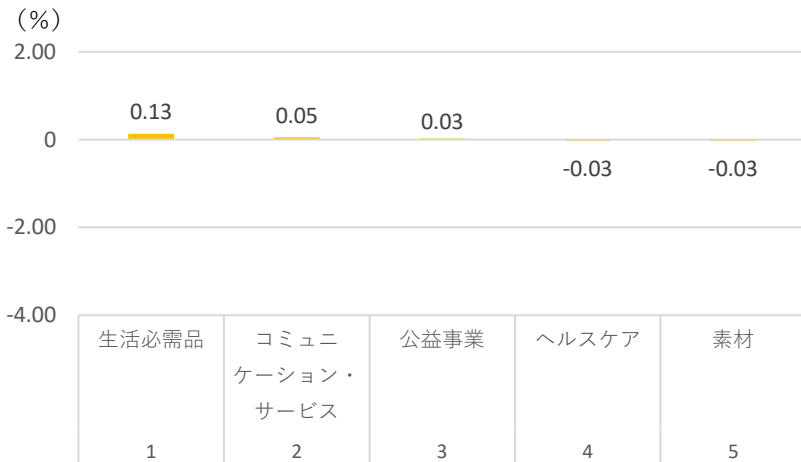 （%）
2.00
0.13
0.05
0.03
0
-0.03
-0.03
-2.00
-4.00
生活必需品
コミュニ
ケーション・
サービス
公益事業
ヘルスケア
素材
1
2
3
4
5